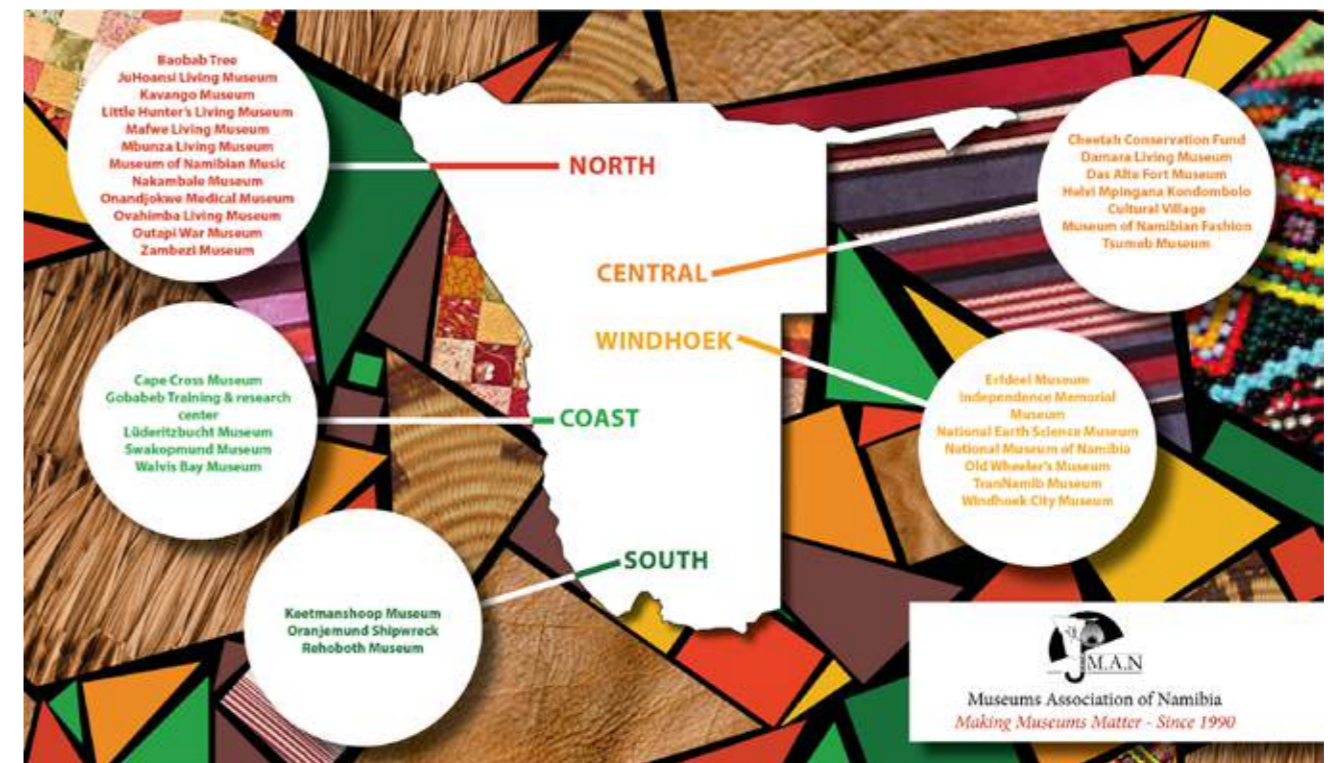 Baobab Tree
JuHoansi Living Museum
Kavango Museum
Little Hunter's Living Museum
Mafwe Living Museum
Mbunza Living Museum
Museum of Namibian Music
Nakambale Museum
Onandjokwe Medical Museum
Ovahimba Living Museum
Outapi War Museum
Zambezi Museum
NORTH
Cheetah Conservation Fund
Damara Living Museum
Das Alte Fort Museum
Helvi Mpingana Kondombolo
Cultural Village
Museum of Namibian Fashion
Tsumeb Museum
CENTRAL
WINDHOEK
Erfdeel Museum
Independence Memorial
Museum
National Earth Science Museum
National Museum of Namibia
Old Wheeler's Museum
TranNamib Museum
Windhoek City Museum
Cape Cross Museum
Gobabeb Training & research
center
Lüderitzbucht Museum
Swakopmund Museum
Walvis Bay Museum
COAST
SOUTH
Keetmanshoop Museum
Oranjemund Shipwreck
Rehoboth Museum
M.A.N
Museums Association of Namibia
Making Museums Matter - Since 1990